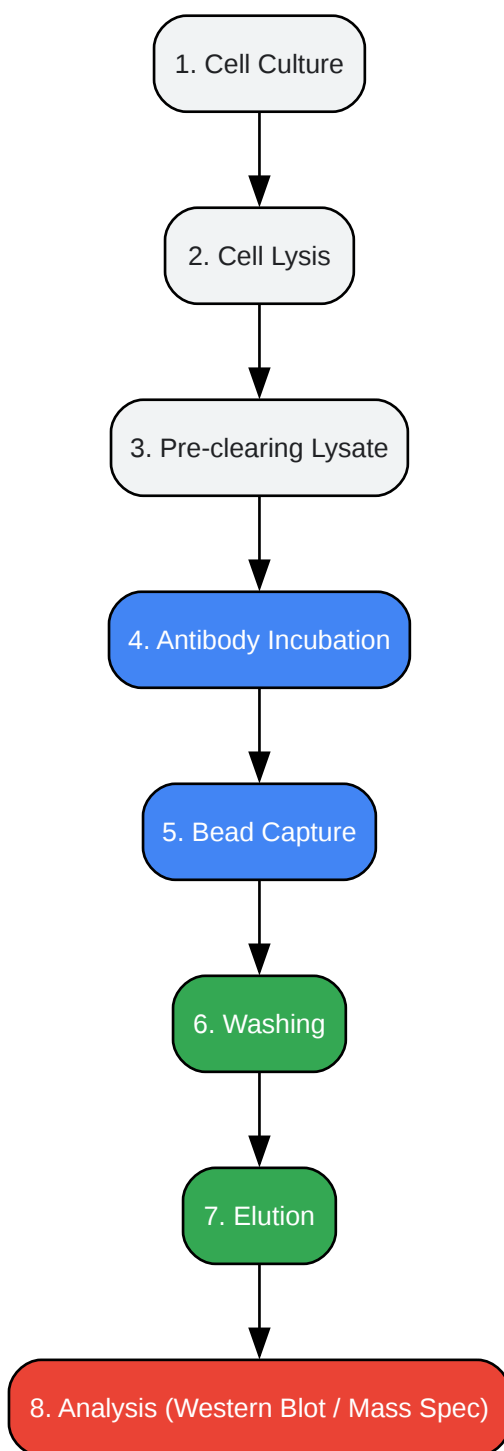 1. Cell Culture
2. Cell Lysis
3. Pre-clearing Lysate
4. Antibody Incubation
5. Bead Capture
6. Washing
7. Elution
8. Analysis (Western Blot / Mass Spec)